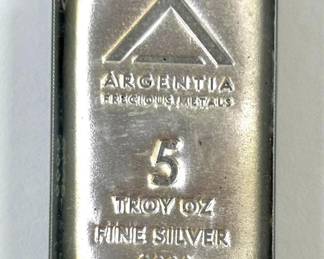 ARGENTIA
PRECIOUS METALS
5
TROY OZ
FINE SILVER